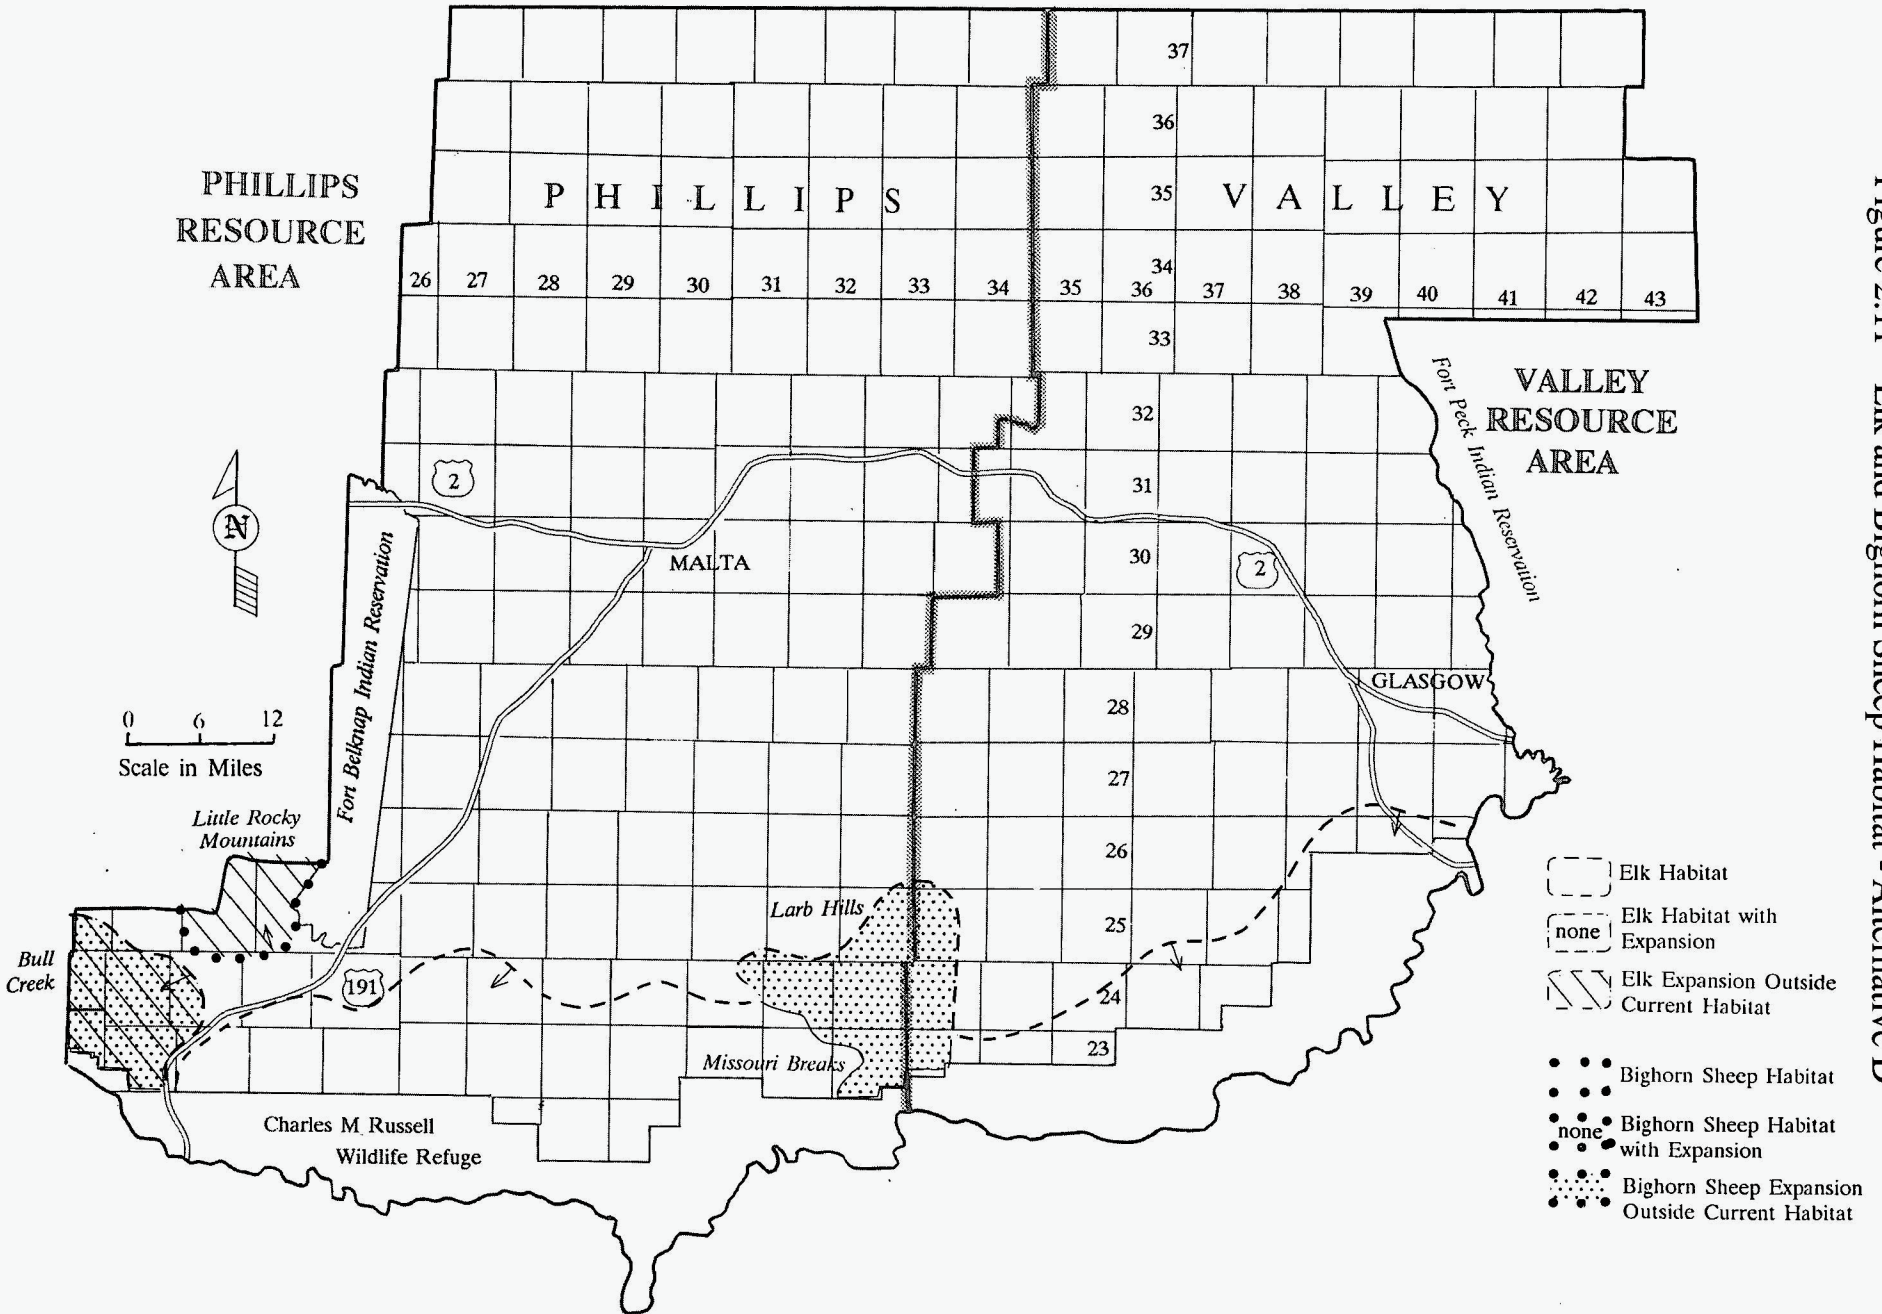 37
36
PHILLIPS
RESOURCE
AREA
PHILLIPS
35
VALLEY
26 27 28 29 30 31 32 33 34 35 36 37 38 39 40 41 42 43
34
33
Fort Peck Indian Reservation
VALLEY
RESOURCE
AREA
32
2
31
N
MALTA
30
2
Fort Belknap Indian Reservation
29
GLASGOW
28
0 6 12
Scale in Miles
27
Little Rocky
Mountains
26
Larb Hills
25
Bull
Creek
191
24
23
Missouri Breaks
Charles M. Russell
Wildlife Refuge
Elk Habitat
none
Elk Habitat with
Expansion
Elk Expansion Outside
Current Habitat
Bighorn Sheep Habitat
none
Bighorn Sheep Habitat
with Expansion
Bighorn Sheep Expansion
Outside Current Habitat